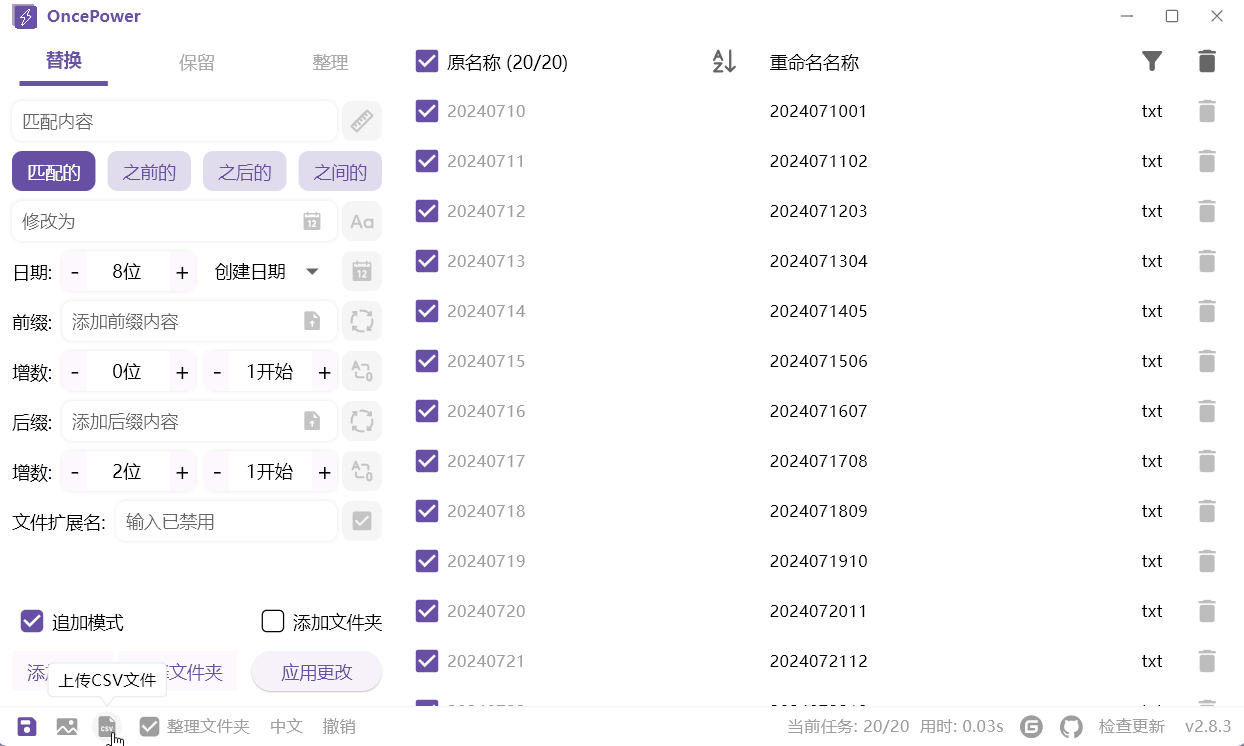 OncePower
替换 保留 整理
原名称 (20/20) 重命名名称
匹配内容
匹配的 之前的 之后的 之间的
修改为 12 Aa
日期: - 8位 + 创建日期 12
前缀: 添加前缀内容
增数: - 0位 + - 1开始 +
后缀: 添加后缀内容
增数: - 2位 + - 1开始 +
文件扩展名: 输入已禁用
追加模式 添加文件夹
文件夹 应用更改
上传CSV文件
20240710 2024071001 txt
20240711 2024071102 txt
20240712 2024071203 txt
20240713 2024071304 txt
20240714 2024071405 txt
20240715 2024071506 txt
20240716 2024071607 txt
20240717 2024071708 txt
20240718 2024071809 txt
20240719 2024071910 txt
20240720 2024072011 txt
20240721 2024072112 txt
CSV 整理文件夹 中文 撤销 当前任务: 20/20 用时: 0.03s 检查更新 v2.8.3